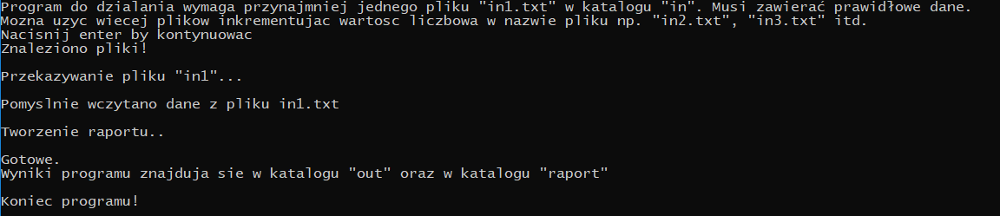 Program do dzialania wymaga przynajmniej jednego pliku "in1.txt" w katalogu "in". Musi zawierać prawidłowe dane.
Mozna uzyc wiecej plikow inkrementujac wartosc liczbowa w nazwie pliku np. "in2.txt", "in3.txt" itd.
Nacisnij enter by kontynuowac
Znaleziono pliki!
Przekazywanie pliku "in1"...
Pomyslnie wczytano dane z pliku in1.txt
Tworzenie raportu..
Gotowe.
Wyniki programu znajduja sie w katalogu "out" oraz w katalogu "raport"
Koniec programu!